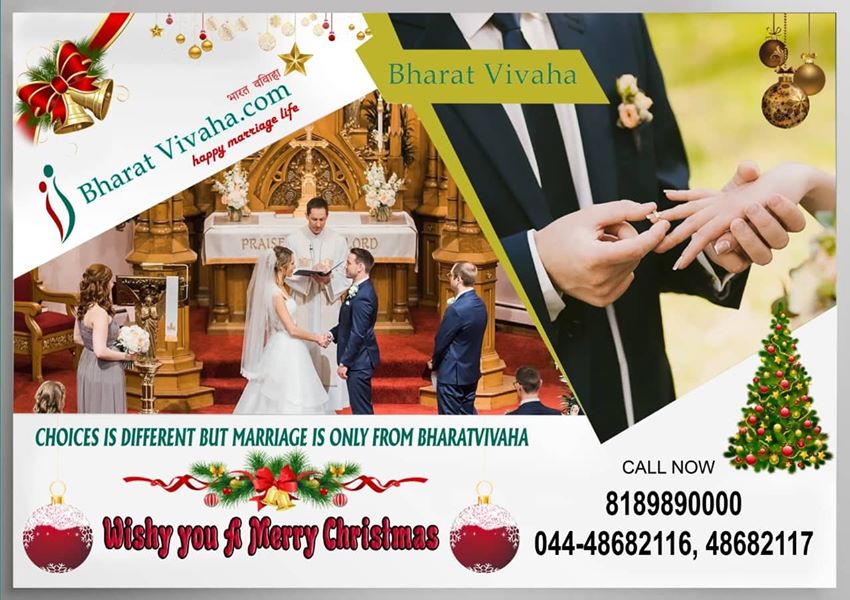 भारत विवाह
Bharat Vivaha.com
happy marriage life
Bharat Vivaha
PRAISE LORD
CHOICES IS DIFFERENT BUT MARRIAGE IS ONLY FROM BHARATVIVAHA
Wishy you A Merry Christmas
CALL NOW
8189890000
044-48682116, 48682117